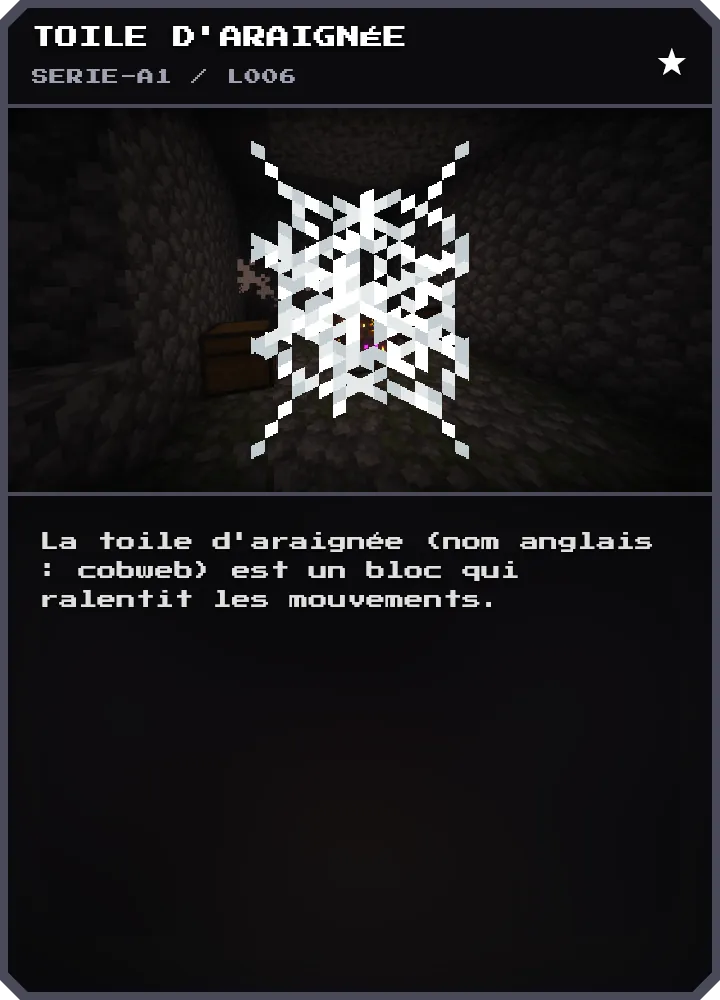 TOILE D'ARAIGNéE
SERIE-A1 / L006
La toile d'araignée (nom anglais
: cobweb) est un bloc qui
ralentit les mouvements.